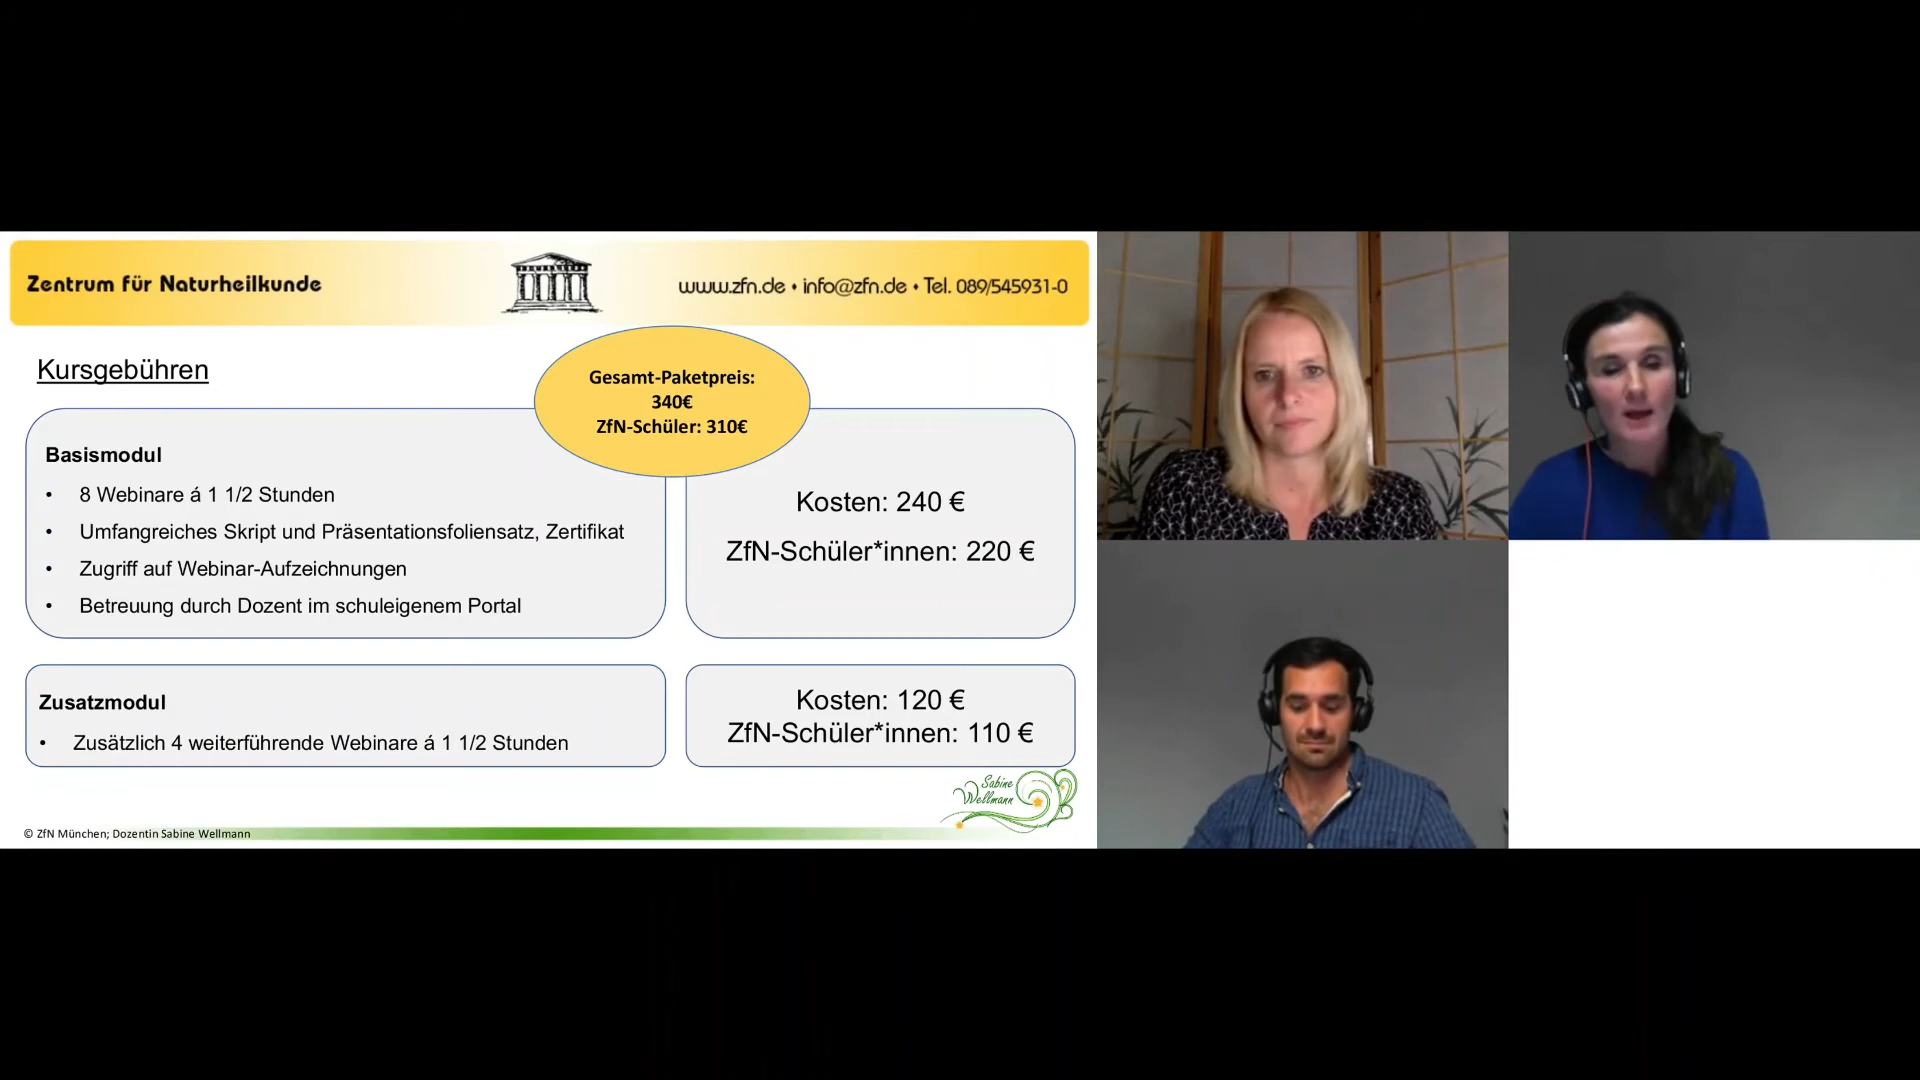 Zentrum für Naturheilkunde
www.zfn.de • info@zfn.de • Tel. 089/545931-0
Kursgebühren
Gesamt-Paketpreis:
340€
ZfN-Schüler: 310€
Basismodul
• 8 Webinare á 1 1/2 Stunden
• Umfangreiches Skript und Präsentationsfoliensatz, Zertifikat
• Zugriff auf Webinar-Aufzeichnungen
• Betreuung durch Dozent im schuleigenem Portal
Kosten: 240 €
ZfN-Schüler*innen: 220 €
Zusatzmodul
• Zusätzlich 4 weiterführende Webinare á 1 1/2 Stunden
Kosten: 120 €
ZfN-Schüler*innen: 110 €
Sabine
Wellmann
© ZfN München; Dozentin Sabine Wellmann